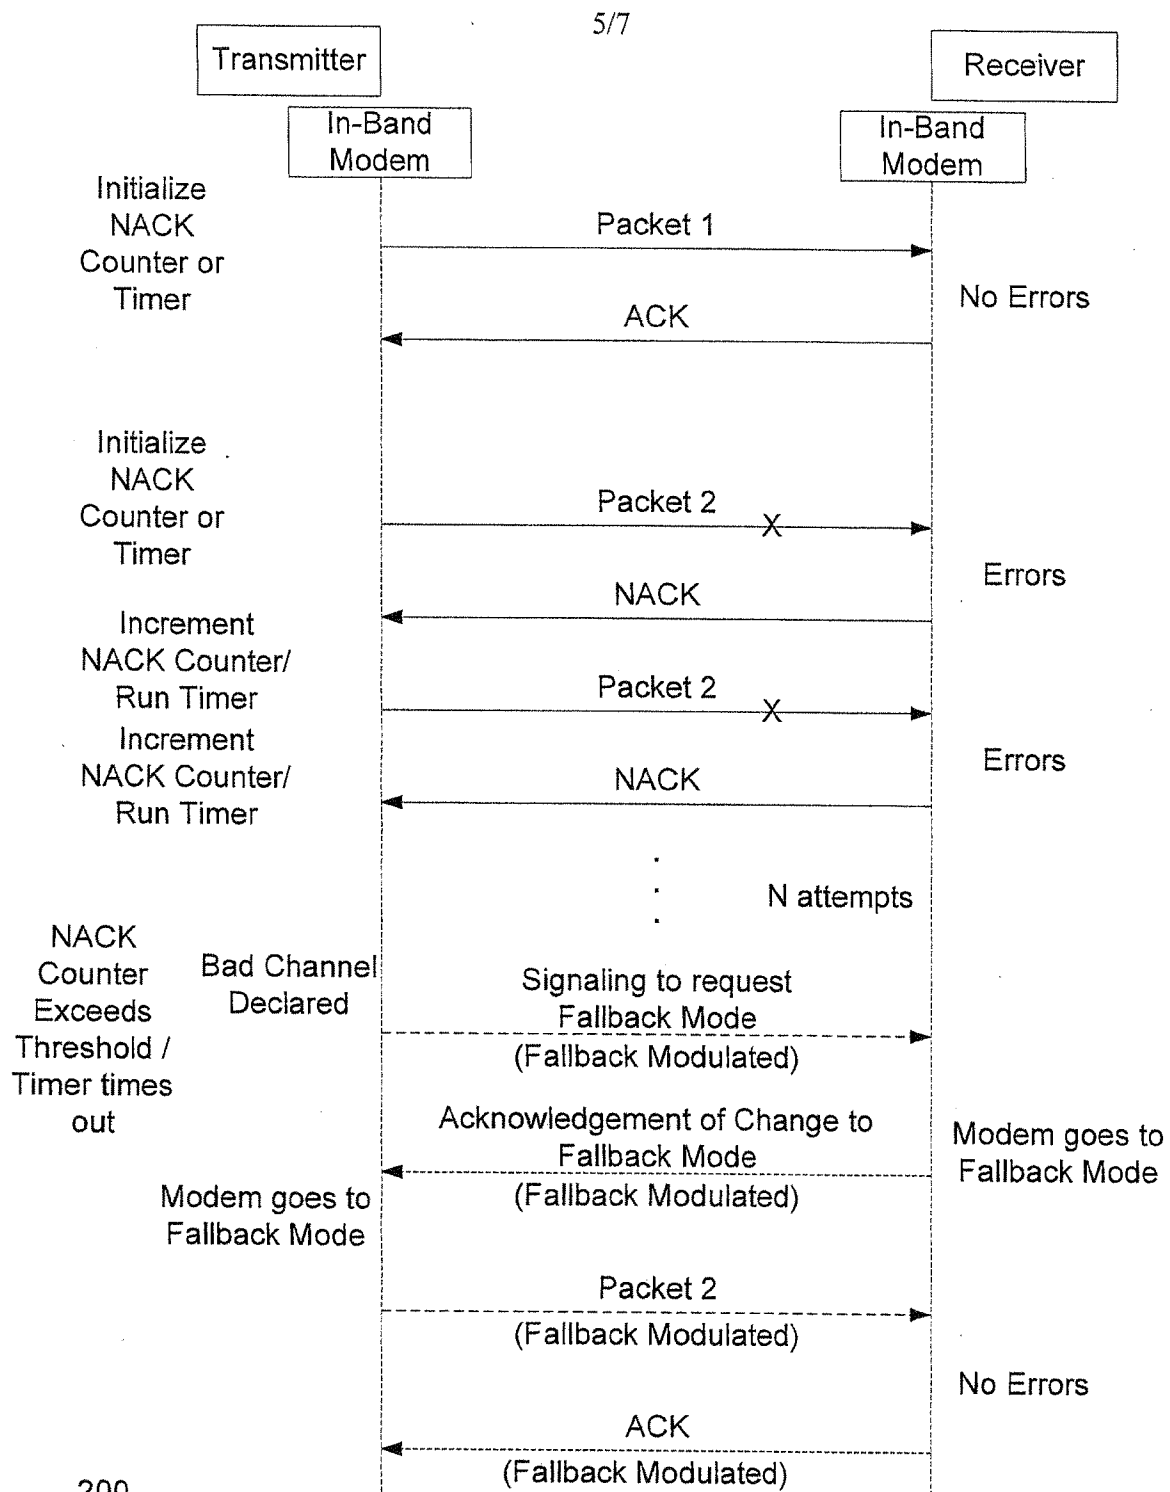 5/7
Transmitter
Receiver
In-Band
Modem
In-Band
Modem
Initialize
NACK
Counter or
Timer
Packet 1
No Errors
ACK
Initialize
NACK
Counter or
Timer
Packet 2
X
Errors
NACK
Increment
NACK Counter/
Run Timer
Packet 2
X
Increment
NACK Counter/
Run Timer
Errors
NACK
N attempts
NACK
Counter
Exceeds
Threshold /
Timer times
out
Bad Channel
Declared
Signaling to request
Fallback Mode
(Fallback Modulated)
Acknowledgement of Change to
Fallback Mode
(Fallback Modulated)
Modem goes to
Fallback Mode
Modem goes to
Fallback Mode
Packet 2
(Fallback Modulated)
No Errors
ACK
(Fallback Modulated)
200